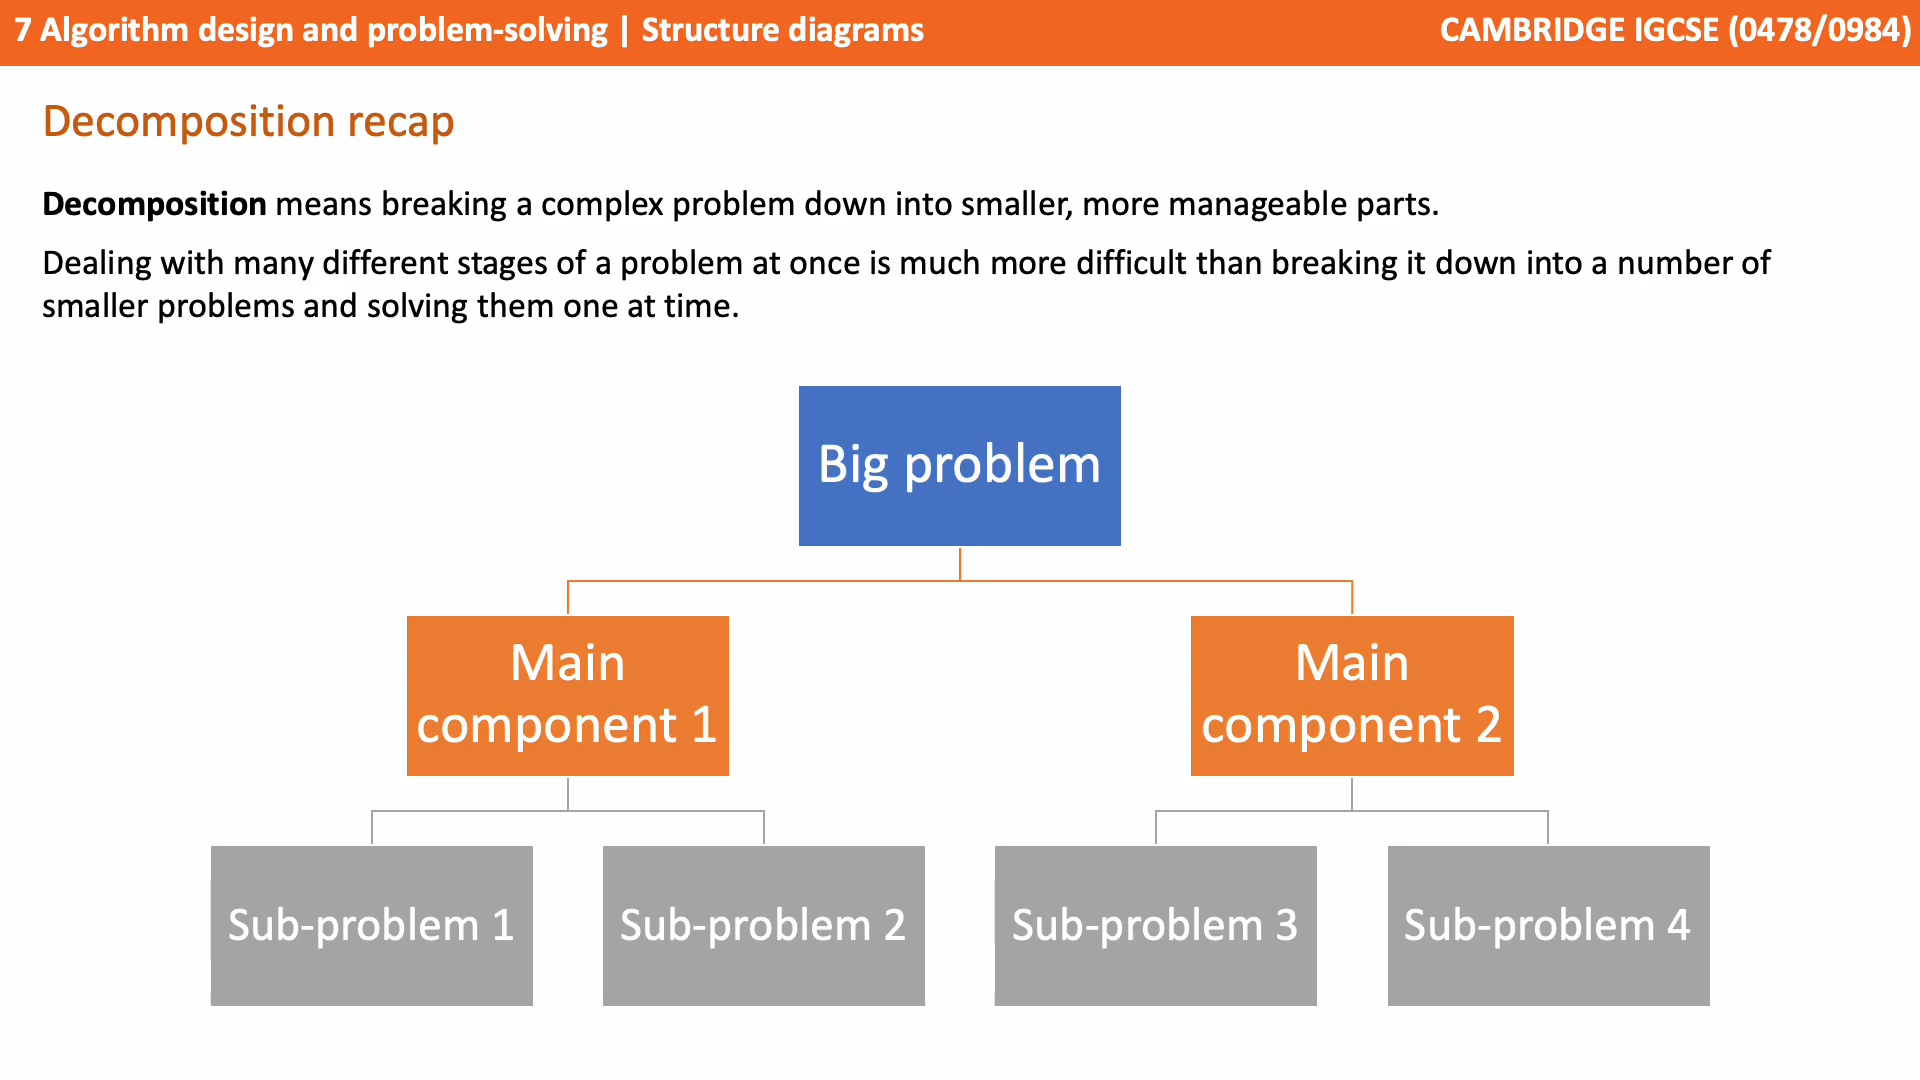 7 Algorithm design and problem-solving | Structure diagrams
CAMBRIDGE IGCSE (0478/0984)
Decomposition recap
Decomposition means breaking a complex problem down into smaller, more manageable parts.
Dealing with many different stages of a problem at once is much more difficult than breaking it down into a number of
smaller problems and solving them one at time.
Big problem
Main
component 1
Main
component 2
Sub-problem 1
Sub-problem 2
Sub-problem 3
Sub-problem 4